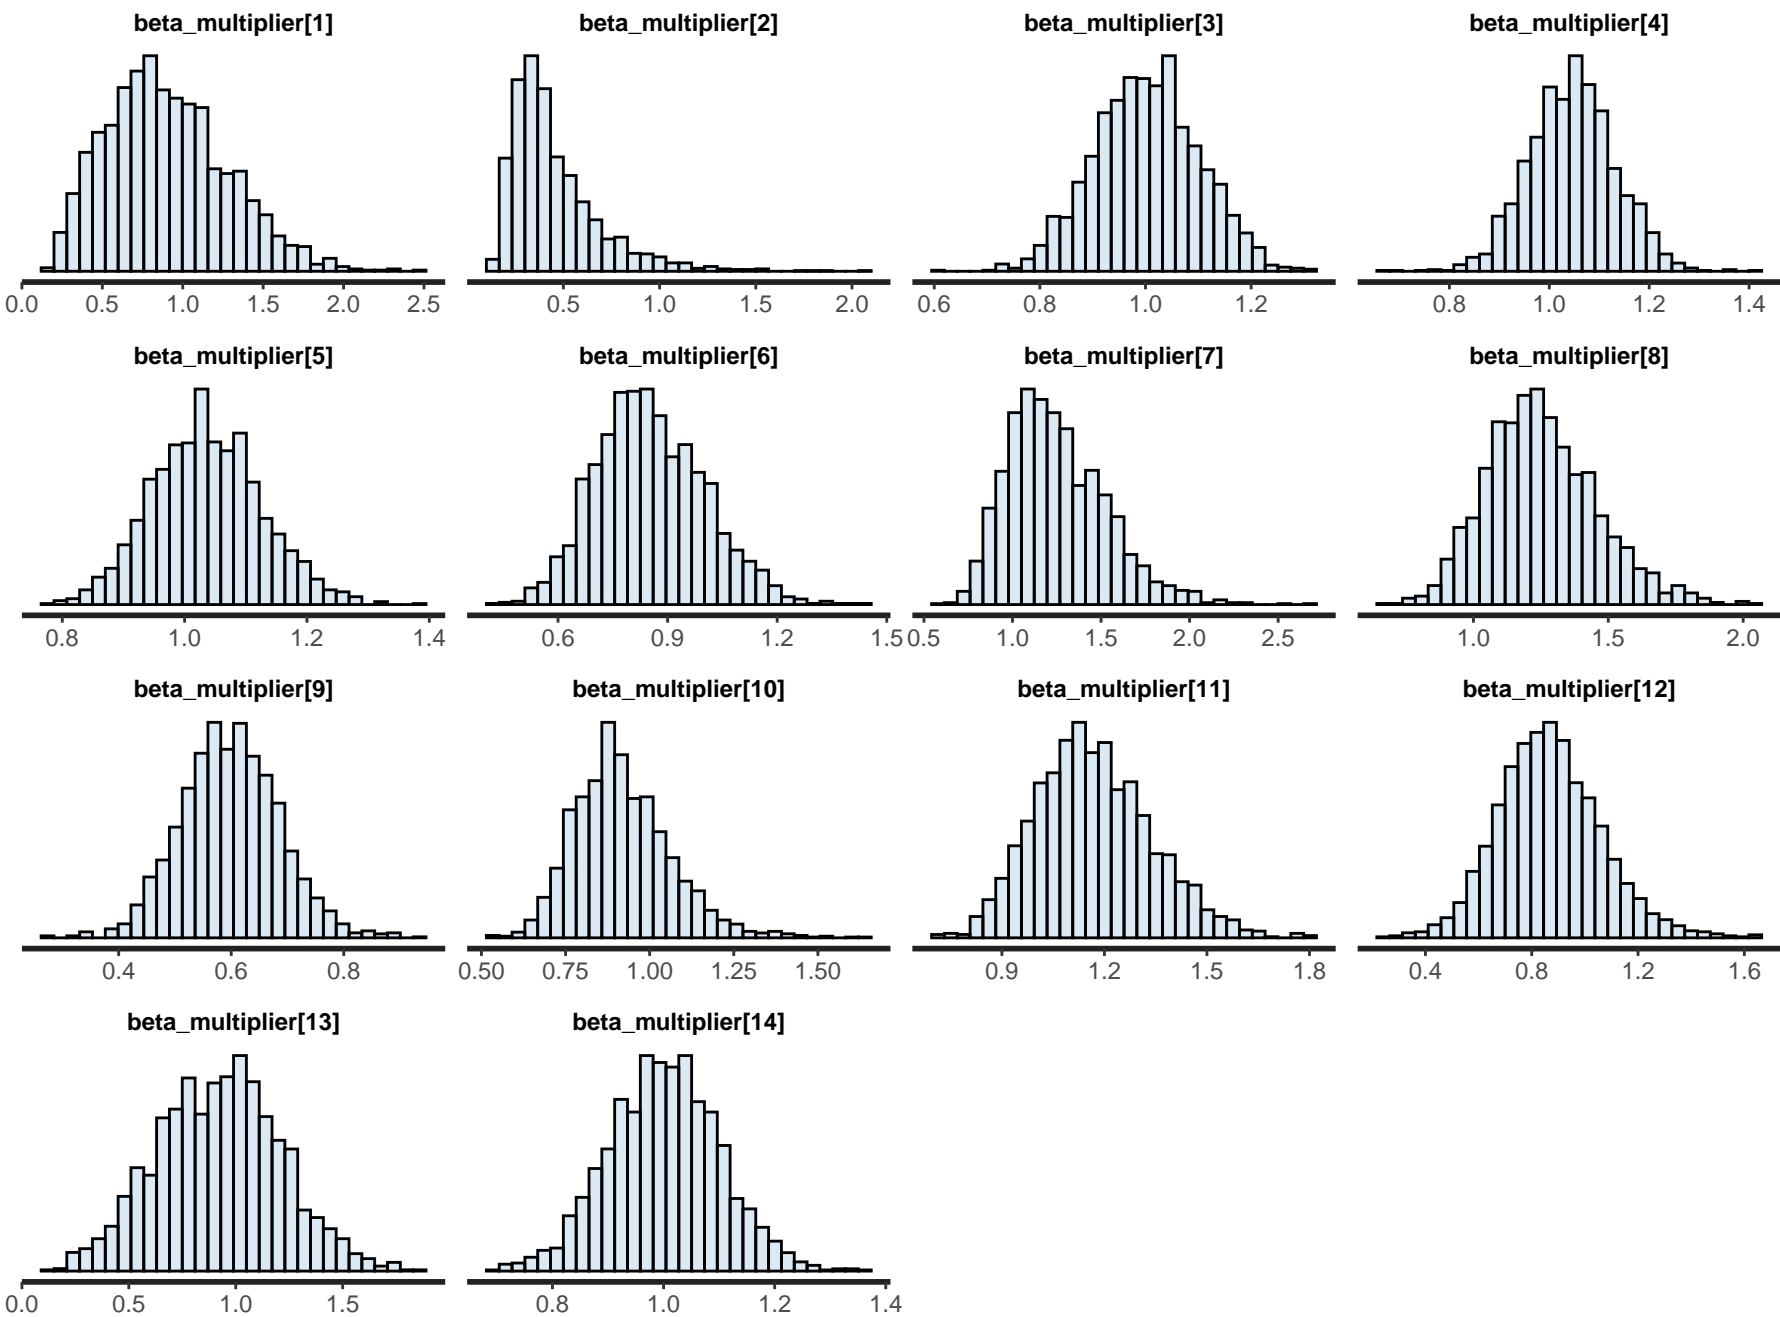 beta_multiplier[1] beta_multiplier[2] beta_multiplier[3] beta_multiplier[4]
0.0 0.5 1.0 1.5 2.0 2.5 0.5 1.0 1.5 2.0 0.6 0.8 1.0 1.2 0.8 1.0 1.2 1.4
beta_multiplier[5] beta_multiplier[6] beta_multiplier[7] beta_multiplier[8]
0.8 1.0 1.2 1.4 0.6 0.9 1.2 1.5 0.5 1.0 1.5 2.0 2.5 1.0 1.5 2.0
beta_multiplier[9] beta_multiplier[10] beta_multiplier[11] beta_multiplier[12]
0.4 0.6 0.8 0.50 0.75 1.00 1.25 1.50 0.9 1.2 1.5 1.8 0.4 0.8 1.2 1.6
beta_multiplier[13] beta_multiplier[14]
0.0 0.5 1.0 1.5 0.8 1.0 1.2 1.4